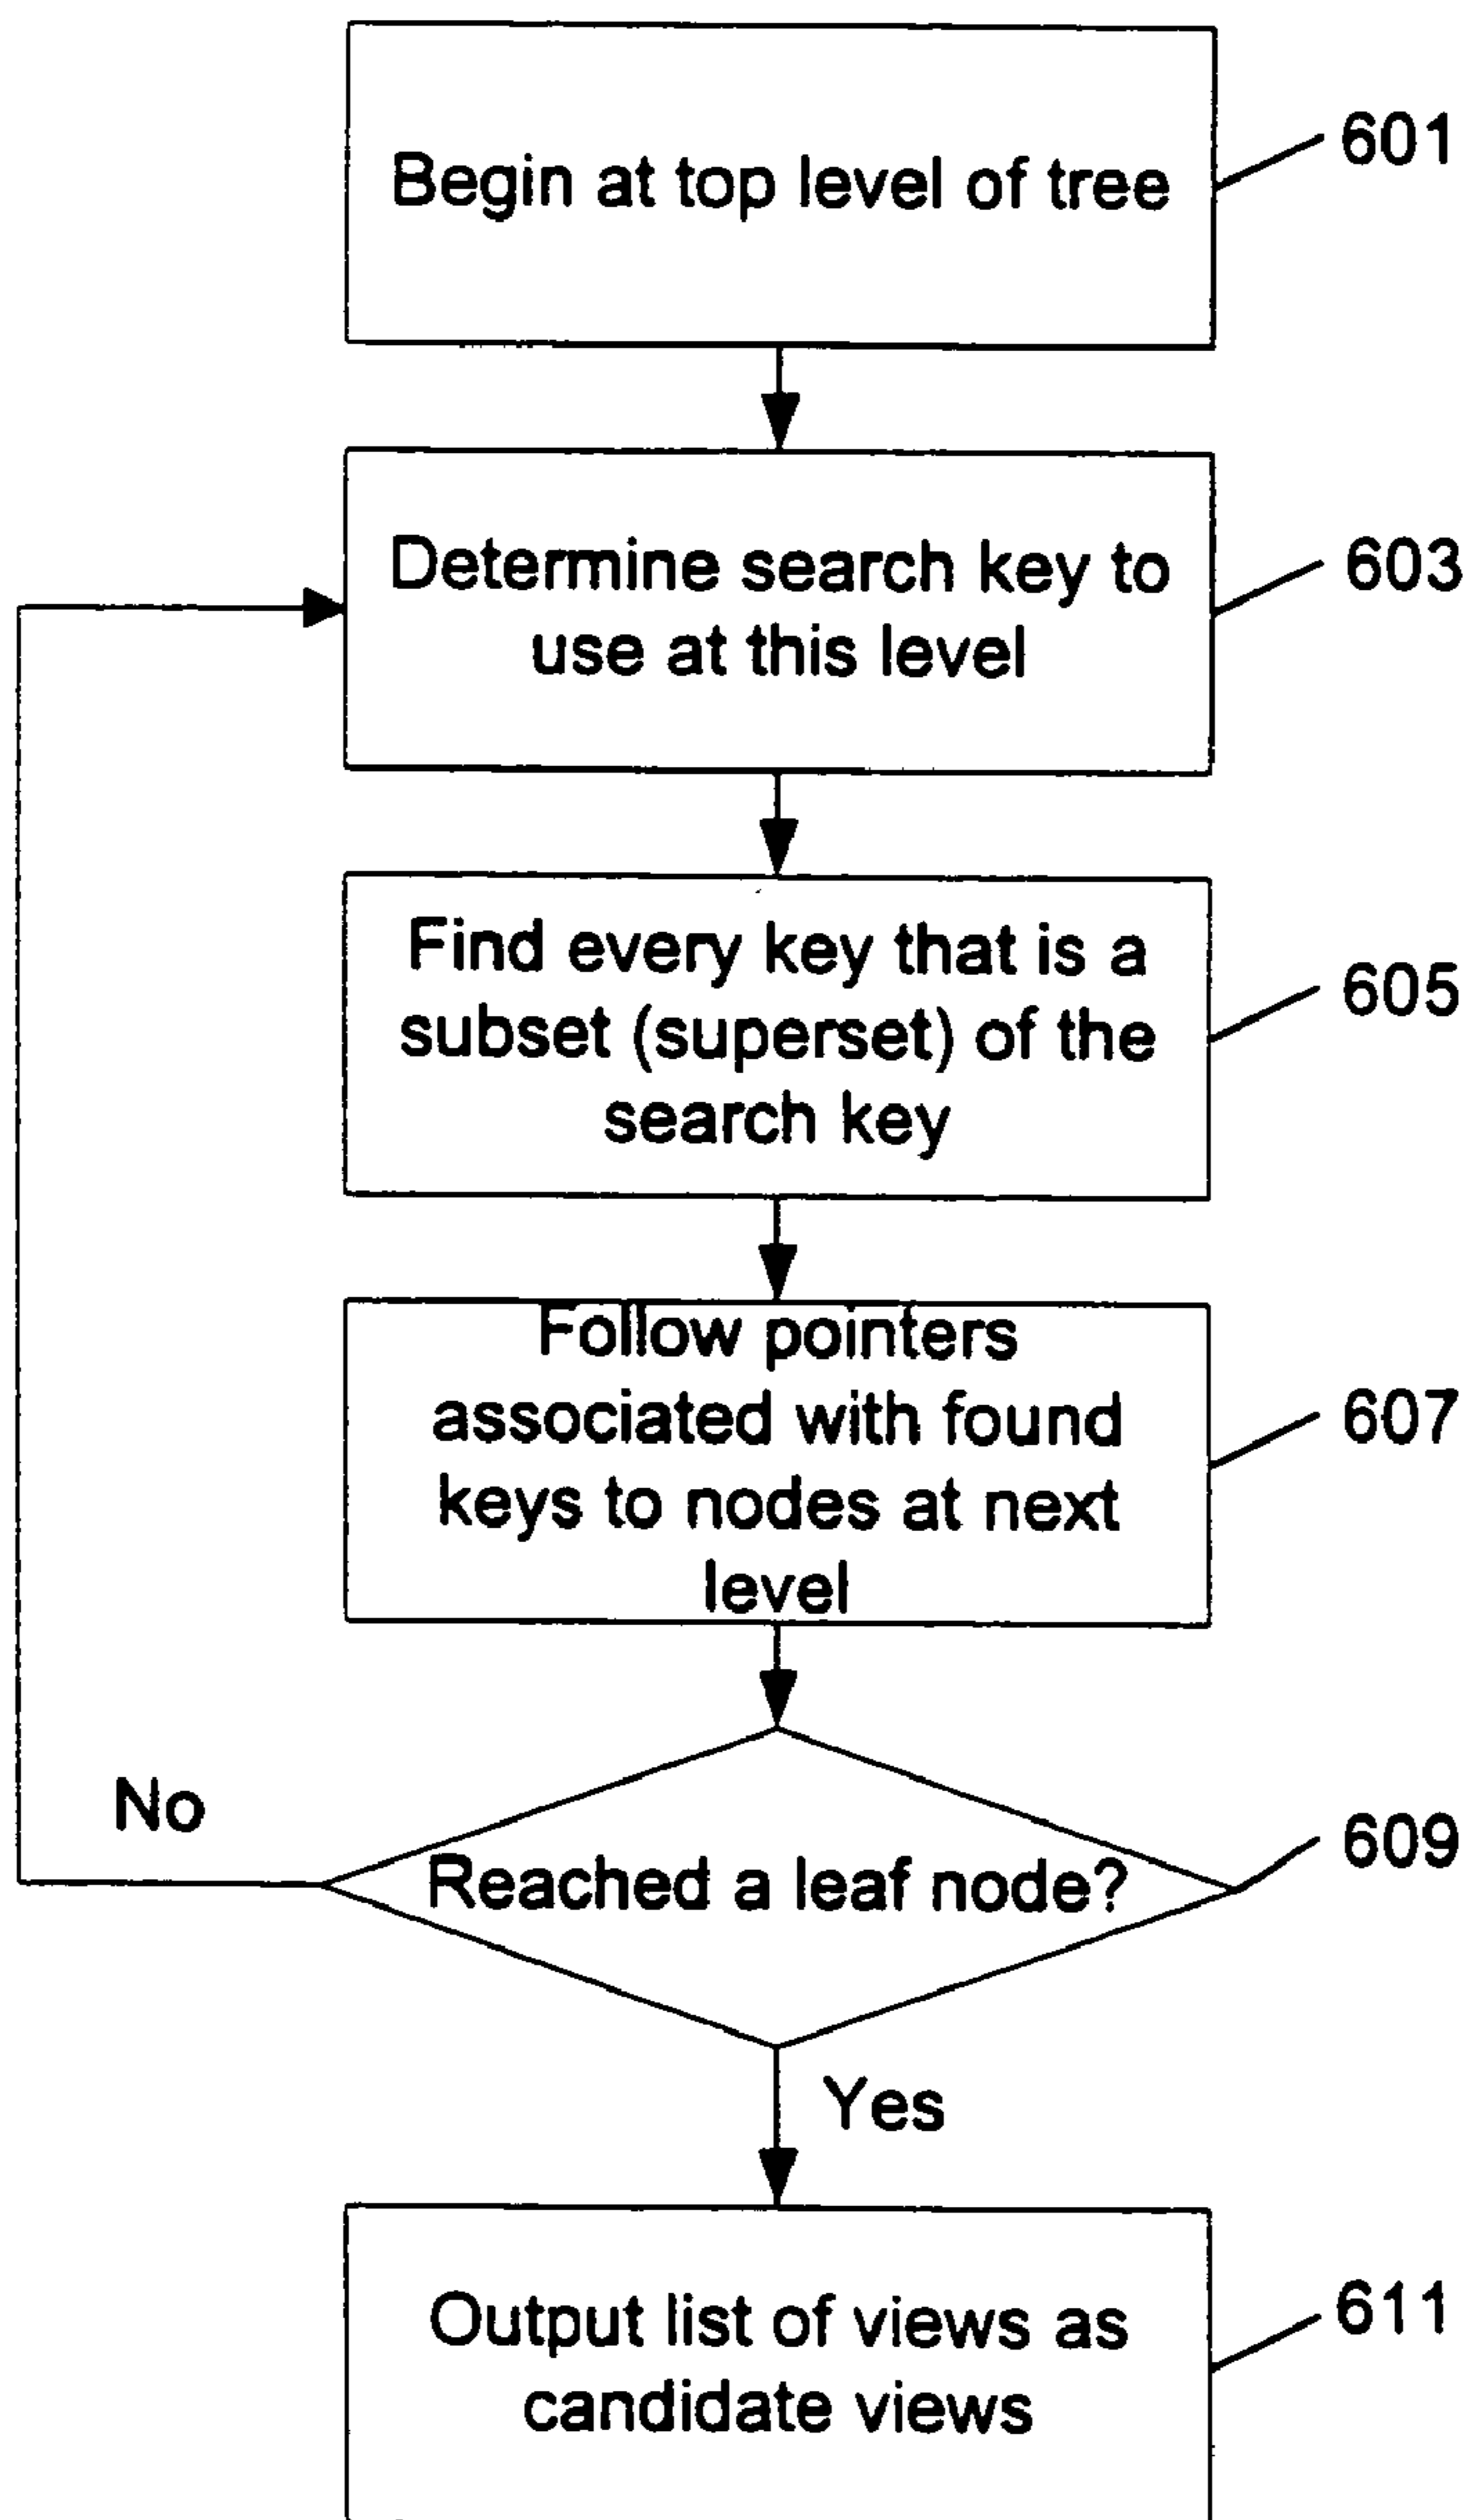 Begin at top level of tree
601
Determine search key to
use at this level
603
Find every key that is a
subset (superset) of the
search key
605
Follow pointers
associated with found
keys to nodes at next
level
607
Reached a leaf node?
609
No
Yes
Output list of views as
candidate views
611